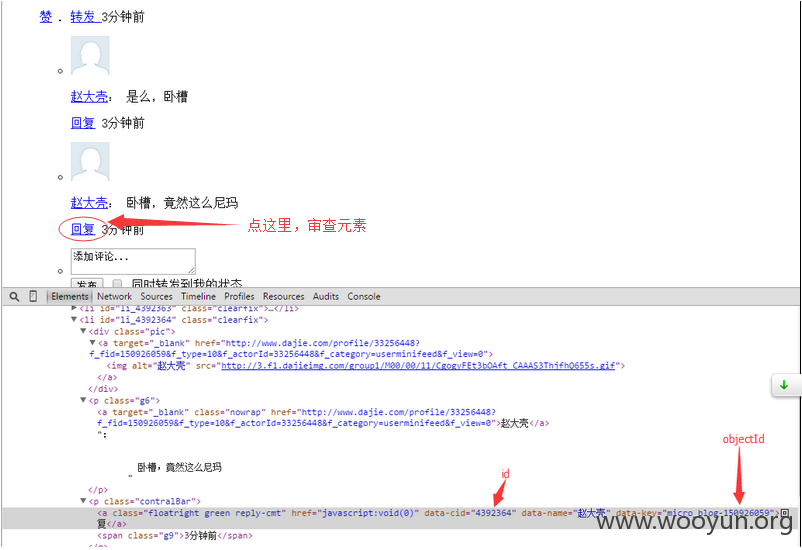 赞 . 转发 3分钟前
赵大壳： 是么，卧槽
回复 3分钟前
赵大壳： 卧槽，竟然这么尼玛
回复 3分钟前
点这里，审查元素
添加评论...
发布 同时转发到我的状态
Elements Network Sources Timeline Profiles Resources Audits Console
▶<li id="li_4392363" class="clearfix">…</li>
▼<li id="li_4392364" class="clearfix">
▼<div class="pic">
▼<a target="_blank" href="http://www.dajie.com/profile/33256448?
f_fid=150926059&f_type=10&f_actorId=33256448&f_category=userminifeed&f_view=0">
<img alt="赵大壳" src="http://3.f1.dajieimg.com/group1/M00/00/11/CgogvFEt3bOAft_CAAAS3ThjfhQ655s.gif">
</a>
</div>
▼<p class="g6">
<a target="_blank" class="nowrap" href="http://www.dajie.com/profile/33256448?
f_fid=150926059&f_type=10&f_actorId=33256448&f_category=userminifeed&f_view=0">赵大壳</a>
"：
卧槽，竟然这么尼玛
"
</p>
objectId
id
▼<p class="contralBar">
<a class="floatright green reply-cmt" href="javascript:void(0)" data-cid="4392364" data-name="赵大壳" data-key="micro_blog-150926059">回
复</a>
<span class="g9">3分钟前</span>
</p>
www.wooyun.org